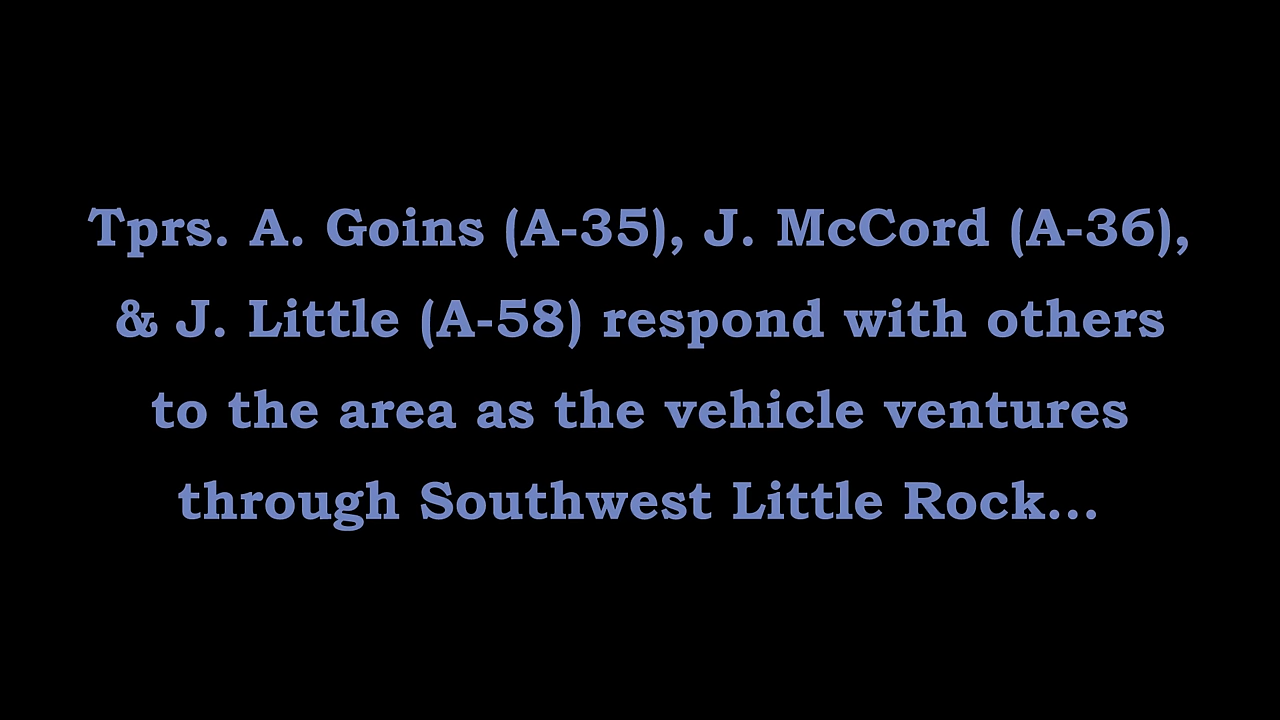 Tprs. A. Goins (A-35), J. McCord (A-36),
& J. Little (A-58) respond with others
to the area as the vehicle ventures
through Southwest Little Rock...